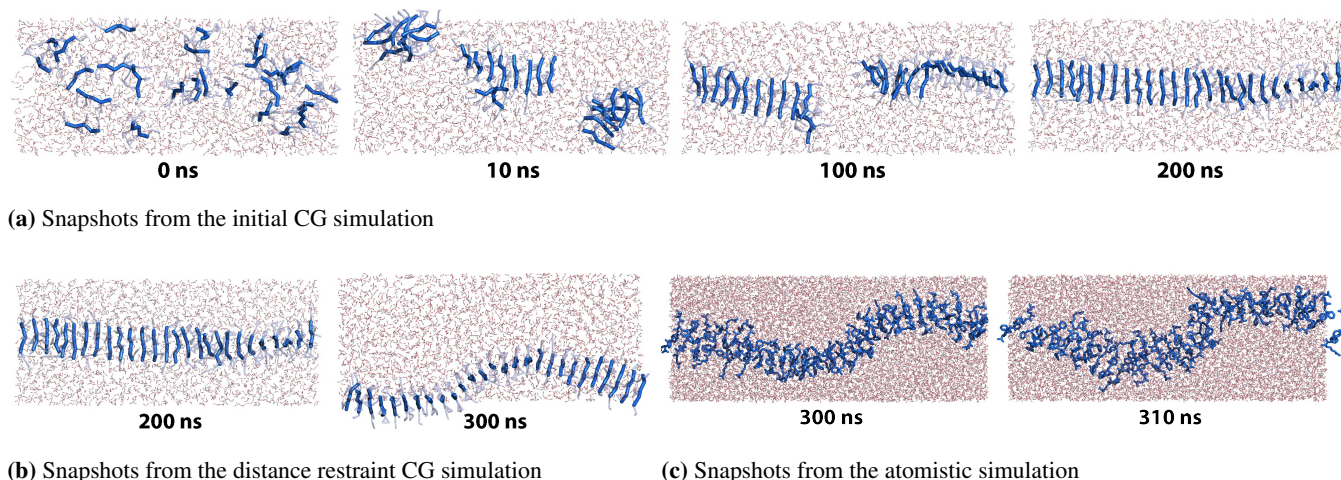 0 ns
10 ns
100 ns
200 ns
(a) Snapshots from the initial CG simulation
200 ns
300 ns
300 ns
310 ns
(b) Snapshots from the distance restraint CG simulation
(c) Snapshots from the atomistic simulation